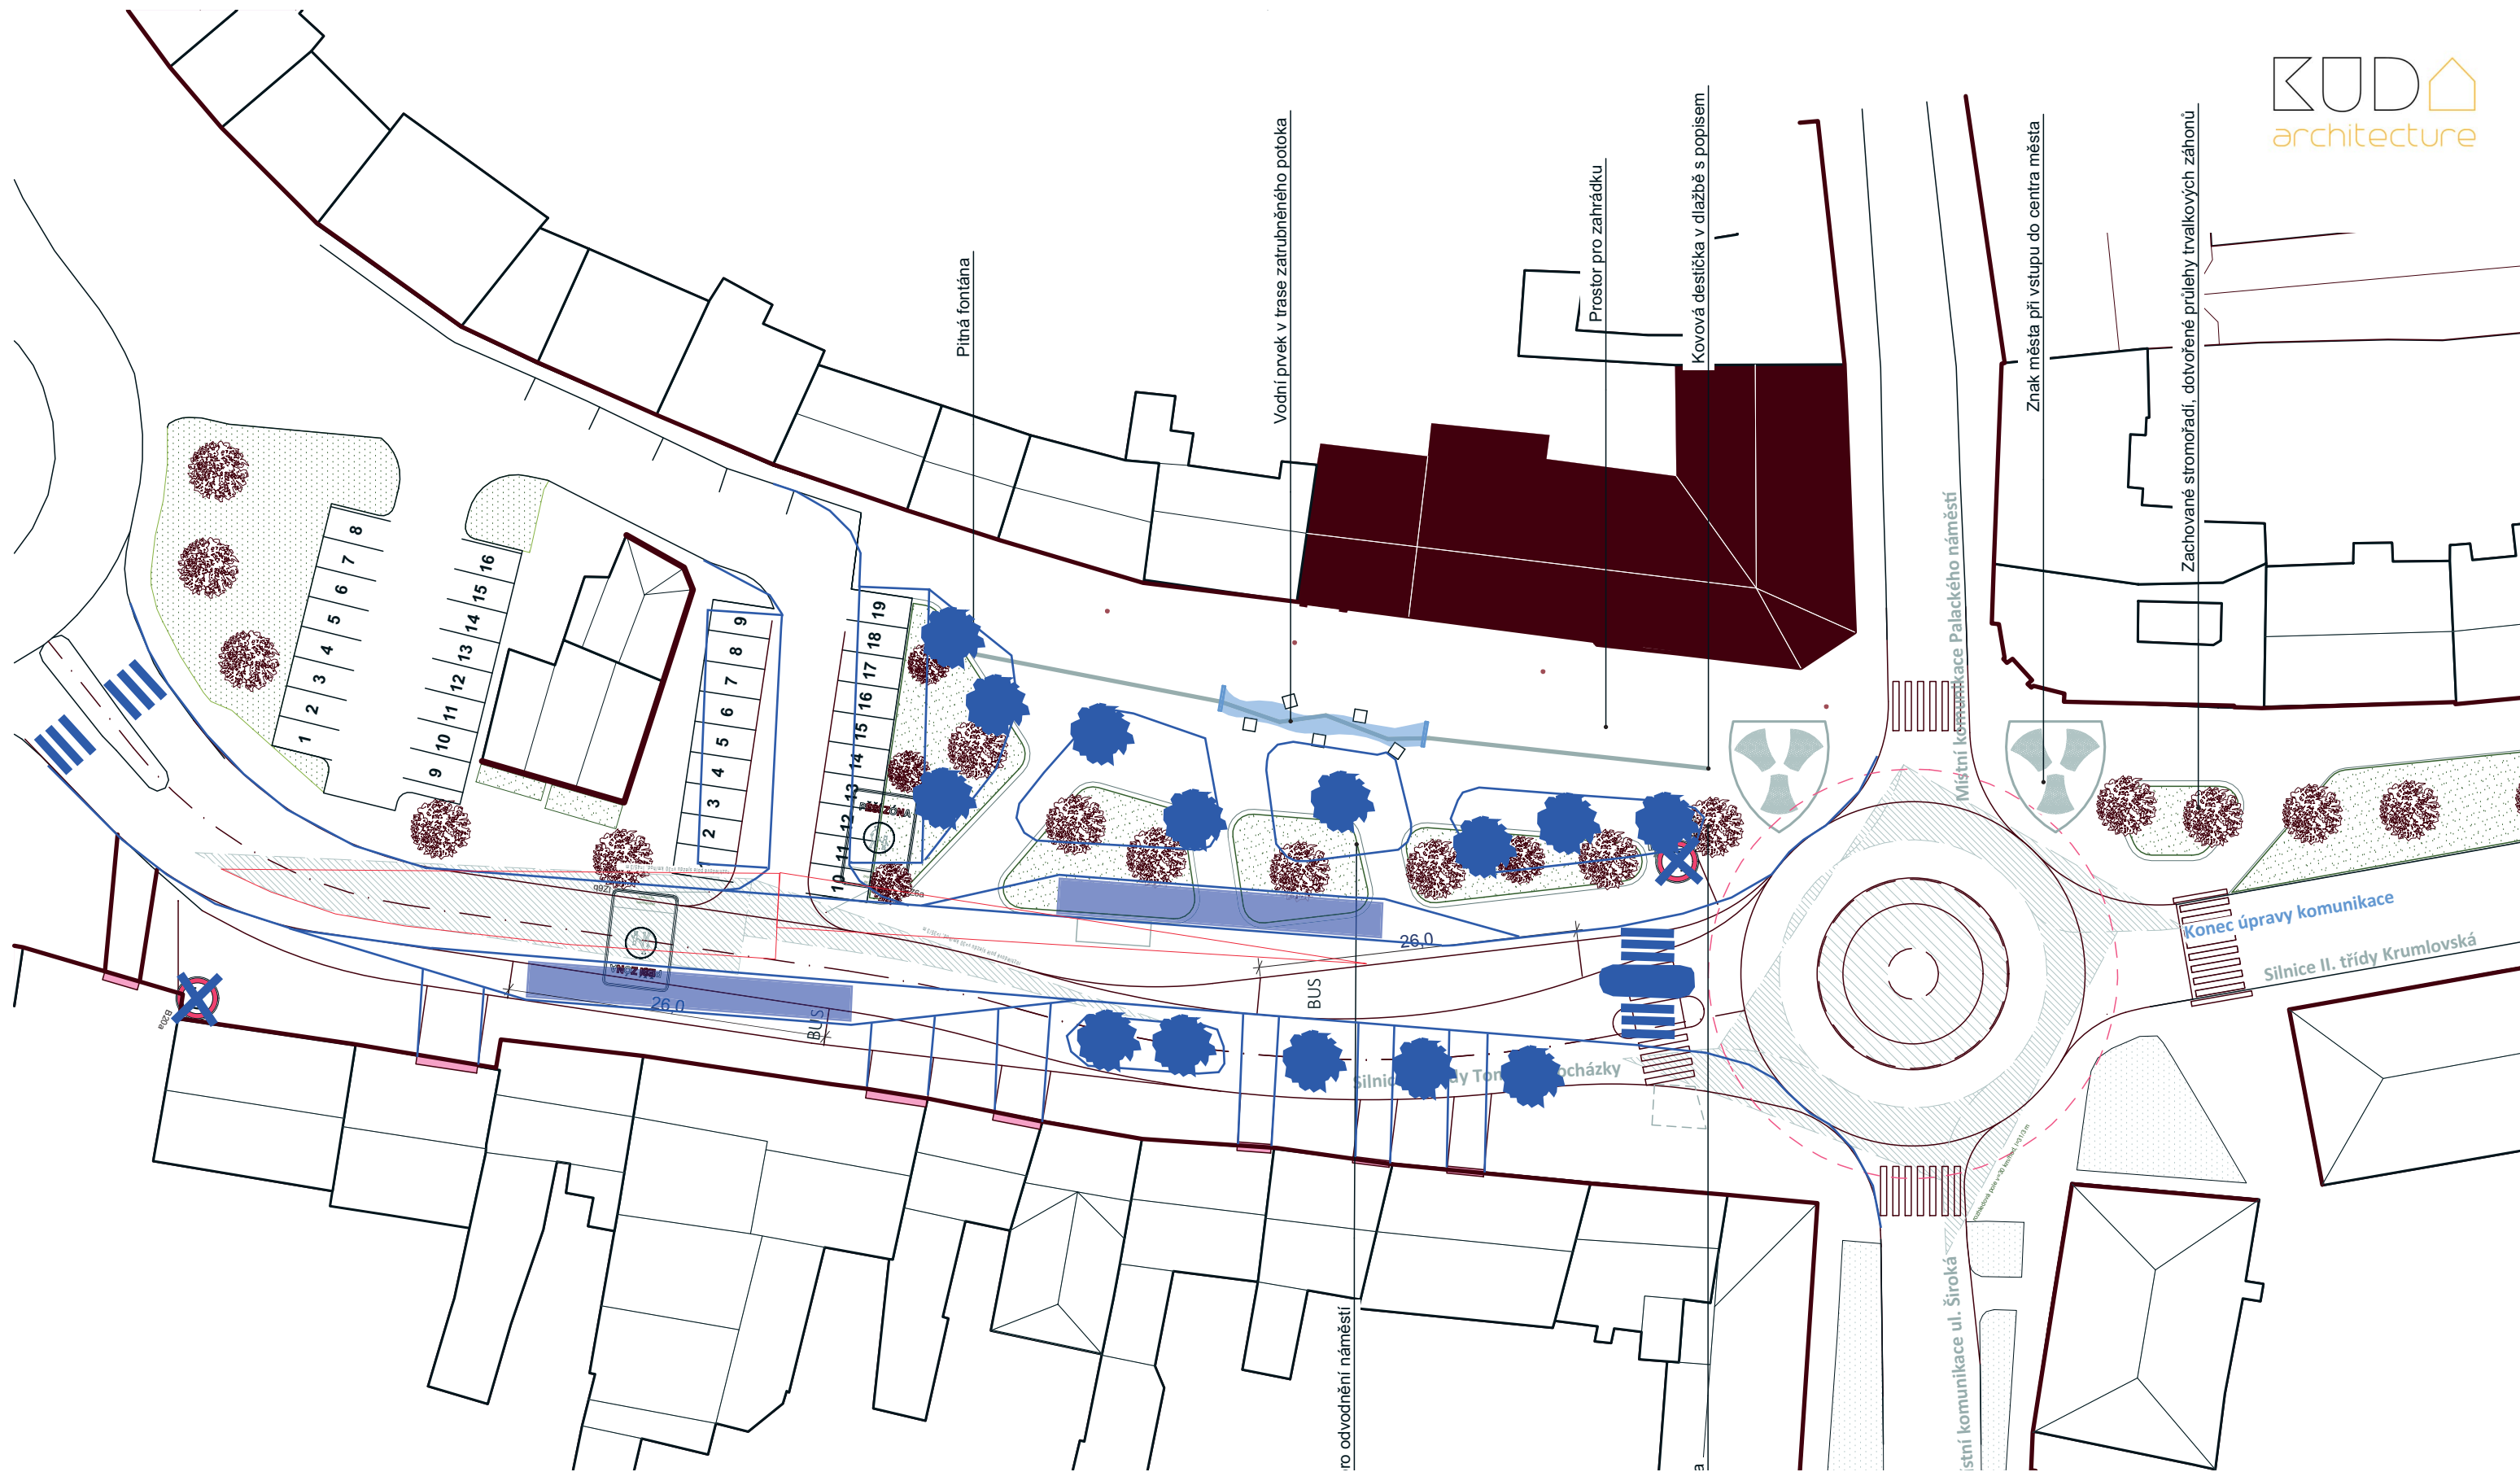 KUDA
architecture
Pitná fontána
Vodní prvek v trase zatrubněného potoka
Prostor pro zahrádku
Kovová destička v dlažbě s popisem
Znak města při vstupu do centra města
Zachované stromořadí, dotvořené průlehy trvalkových záhonů
Místní komunikace Palackého náměstí
8
7
6
5
4
3
2
1
16
15
14
13
12
11
10
9
9
8
7
6
5
4
3
2
1
19
18
17
16
15
14
13
12
11
10
Konec úpravy komunikace
Silnice II. třídy Krumlovská
26,0
BUS
26,0
BUS
B20a
Silnic
dy Tom
ocházky
ro odvodnění náměstí
a
stní komunikace ul. Široká